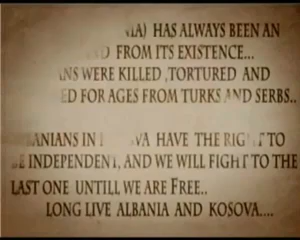 HAS ALWAYS BEEN AN
FROM ITS EXISTENCE...
WERE KILLED ,TORTURED AND
FOR AGES FROM TURKS AND SERBS..
IN HAVE THE RIGHT TO
BE INDEPENDENT, AND WE WILL FIGHT TO THE
LAST ONE UNTILL WE ARE FREE..
LONG LIVE ALBANIA AND KOSOVA....